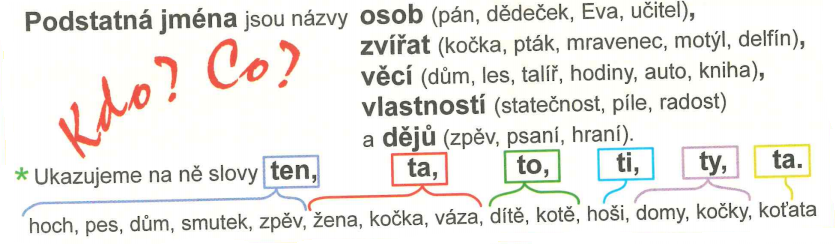 Podstatná jména jsou názvy osob (pán, dědeček, Eva, učitel),
zvířat (kočka, pták, mravenec, motýl, delfín),
věcí (dům, les, talíř, hodiny, auto, kniha),
vlastností (statečnost, píle, radost)
a dějů (zpěv, psaní, hraní).
Kdo? Co?
* Ukazujeme na ně slovy ten, ta, to, ti, ty, ta.
hoch, pes, dům, smutek, zpěv, žena, kočka, váza, dítě, kotě, hoši, domy, kočky, koťata